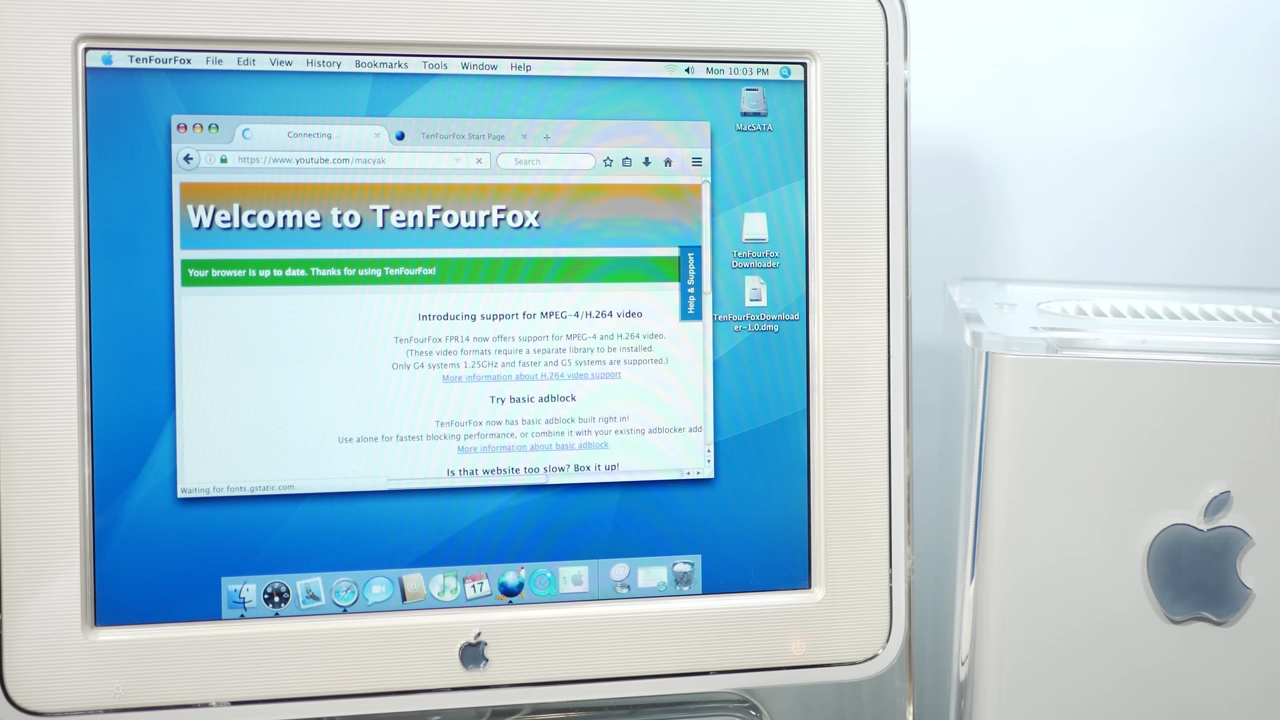 TenFourFox File Edit View History Bookmarks Tools Window Help Mon 10:03 PM
MacSATA
Connecting... TenFourFox Start Page
https://www.youtube.com/macyak Search
Welcome to TenFourFox
Your browser is up to date. Thanks for using TenFourFox!
Help & Support
Introducing support for MPEG-4/H.264 video
TenFourFox FPR14 now offers support for MPEG-4 and H.264 video.
(These video formats require a separate library to be installed.
Only G4 systems 1.25GHz and faster and G5 systems are supported.)
More information about H.264 video support
Try basic adblock
TenFourFox now has basic adblock built right in!
Use alone for fastest blocking performance, or combine it with your existing adblocker add
More information about basic adblock
Is that website too slow? Box it up!
Waiting for fonts.gstatic.com...
TenFourFox
Downloader
TenFourFoxDownload
er-1.0.dmg
17